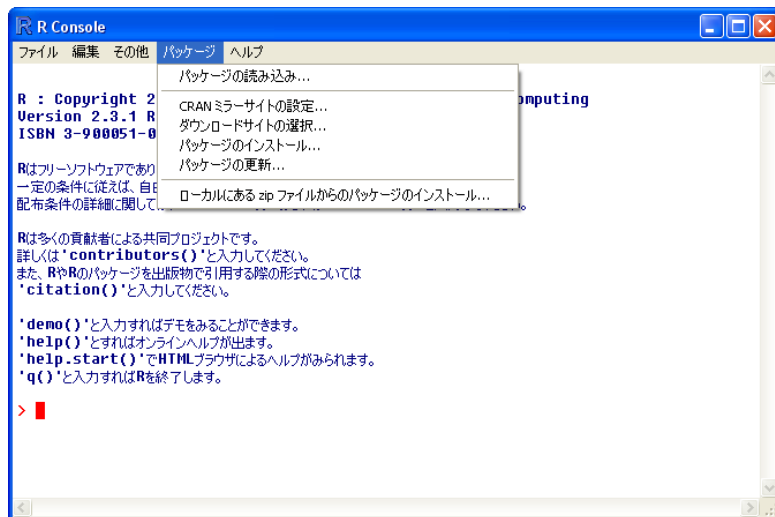 R Console
ファイル 編集 その他 パッケージ ヘルプ
パッケージの読み込み...
CRANミラーサイトの設定...
ダウンロードサイトの選択...
パッケージのインストール...
パッケージの更新...
ローカルにある zip ファイルからのパッケージのインストール...
R : Copyright 2 omputing
Version 2.3.1 R
ISBN 3-900051-0
Rはフリーソフトウェアであり
一定の条件に従えば、自由
配布条件の詳細に関して
Rは多くの貢献者による共同プロジェクトです。
詳しくは'contributors()'と入力してください。
また、RやRのパッケージを出版物で引用する際の形式については
'citation()'と入力してください。
'demo()'と入力すればデモをみることができます。
'help()'とすればオンラインヘルプが出ます。
'help.start()'でHTMLブラウザによるヘルプがみられます。
'q()'と入力すればRを終了します。
>